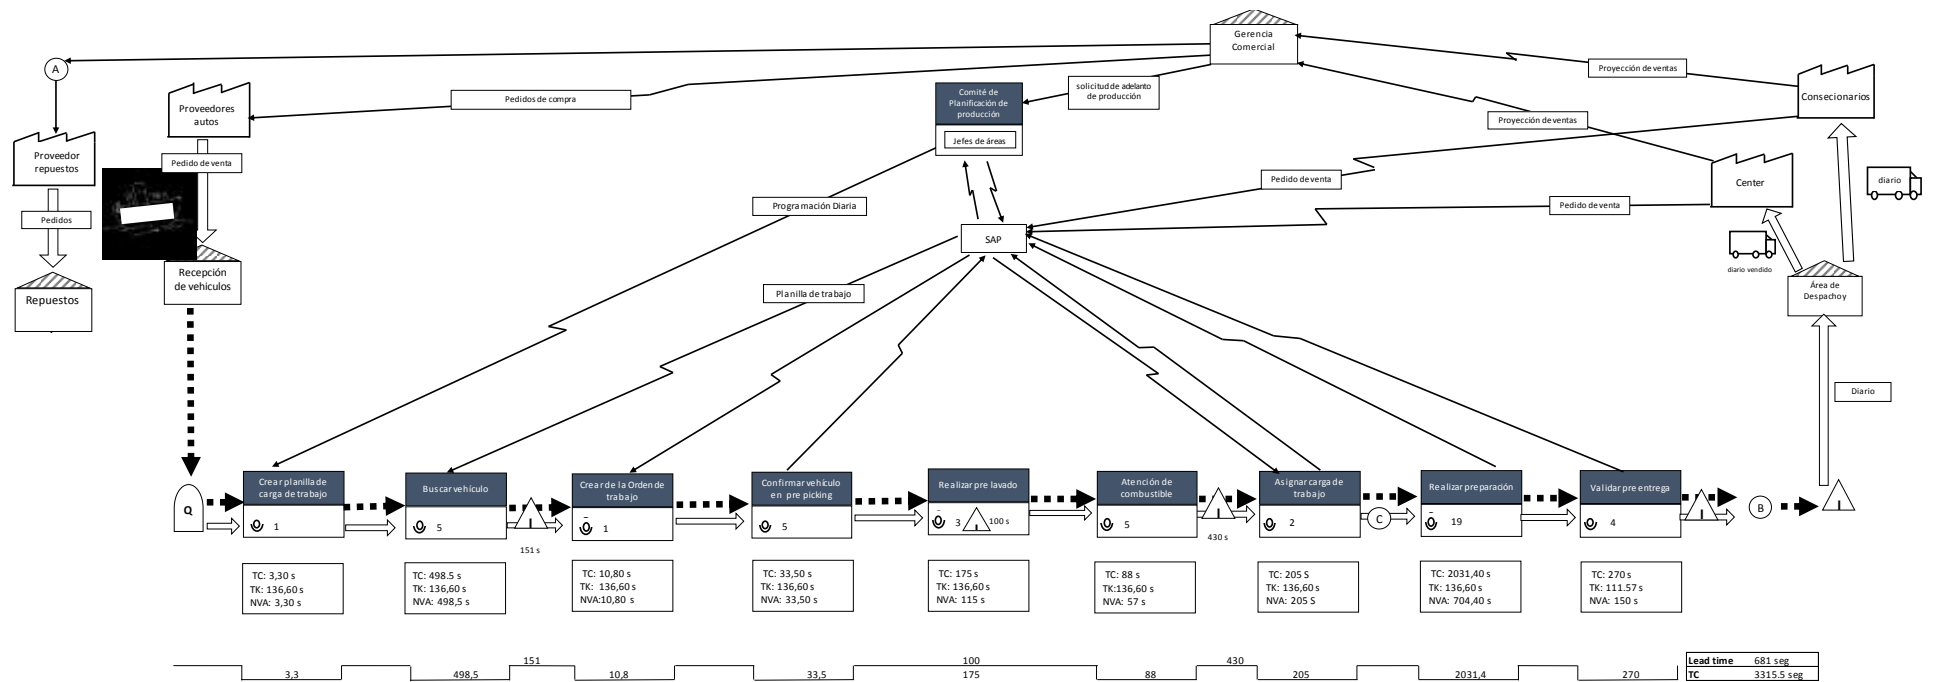 Gerencia
Comercial
A
Proveedores
autos
Pedidos de compra
Comité de
Planificación de
producción
Jefes de áreas
solicitud de adelanto
de producción
Proyección de ventas
Consecionarios
Proyección de ventas
Proveedor
repuestos
Pedido de venta
Pedidos
Programación Diaria
Pedido de venta
Pedido de venta
Center
diario
SAP
diario vendido
Recepción
de vehiculos
Repuestos
Planilla de trabajo
Área de
Despachoy
Diario
Q
Crear planilla de
carga de trabajo
1
Buscar vehículo
5
I
151 s
Crear de la Orden de
trabajo
1
Confirmar vehículo
en pre picking
5
Realizar pre lavado
3
I
100 s
Atención de
combustible
5
I
430 s
Asignar carga de
trabajo
2
C
Realizar preparación
19
Validar pre entrega
4
I
B
I
TC: 3,30 s
TK: 136,60 s
NVA: 3,30 s
TC: 498.5 s
TK: 136,60 s
NVA: 498,5 s
TC: 10,80 s
TK: 136,60 s
NVA:10,80 s
TC: 33,50 s
TK: 136,60 s
NVA: 33,50 s
TC: 175 s
TK: 136,60 s
NVA: 115 s
TC: 88 s
TK:136,60 s
NVA: 57 s
TC: 205 S
TK: 136,60 s
NVA: 205 S
TC: 2031,40 s
TK: 136,60 s
NVA: 704,40 s
TC: 270 s
TK: 111.57 s
NVA: 150 s
151
100
430
3,3
498,5
10,8
33,5
175
88
205
2031,4
270
Lead time 681 seg
TC 3315.5 seg